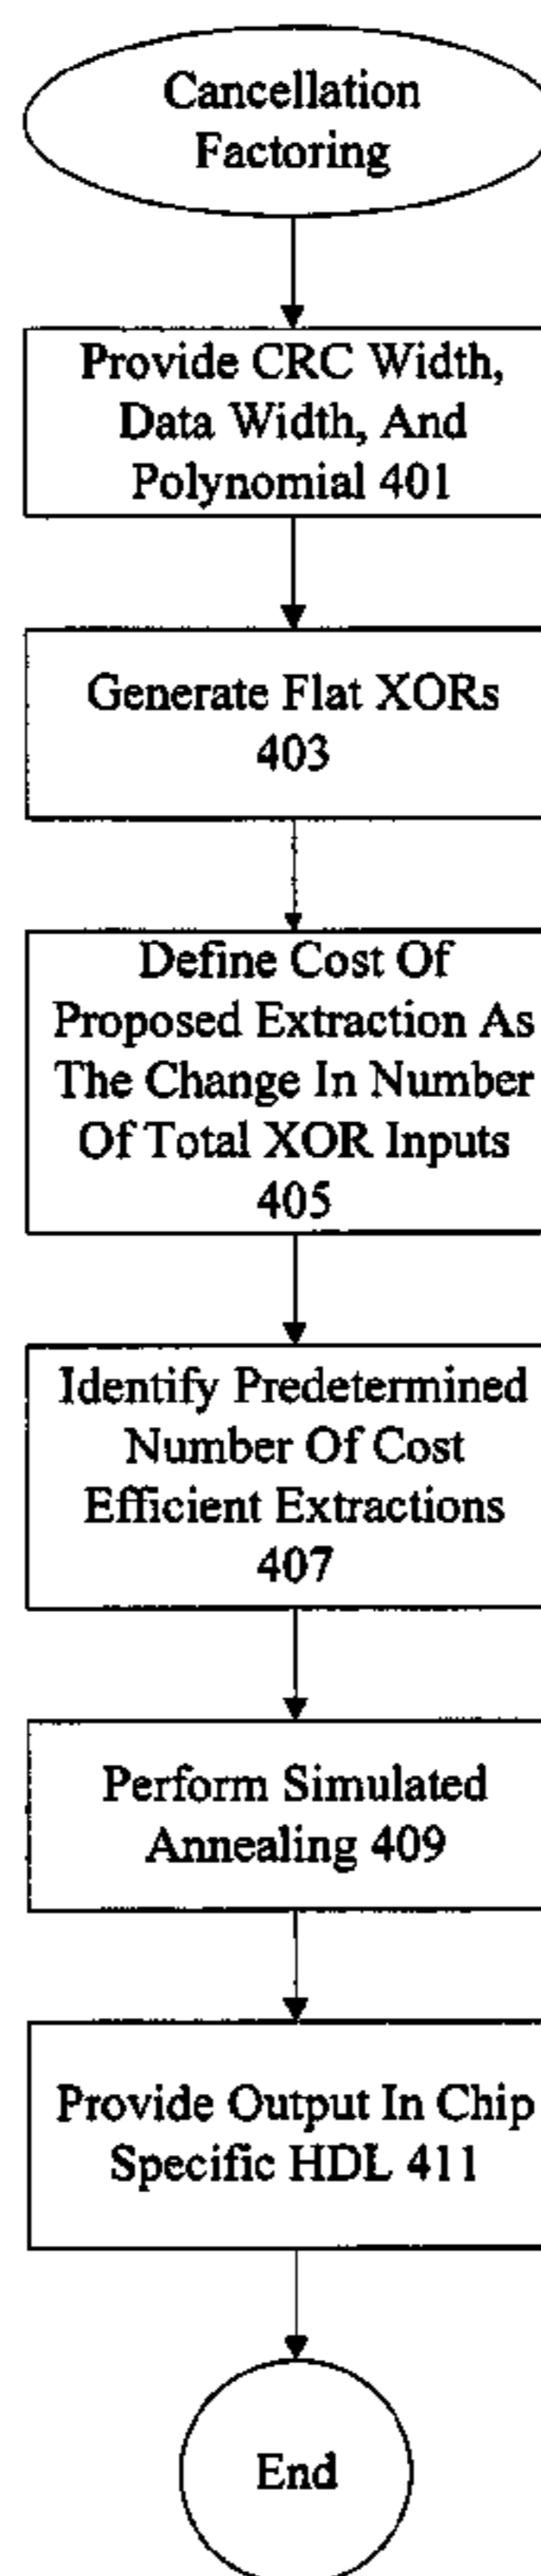 Cancellation
Factoring
Provide CRC Width,
Data Width, And
Polynomial 401
Generate Flat XORs
403
Define Cost Of
Proposed Extraction As
The Change In Number
Of Total XOR Inputs
405
Identify Predetermined
Number Of Cost
Efficient Extractions
407
Perform Simulated
Annealing 409
Provide Output In Chip
Specific HDL 411
End